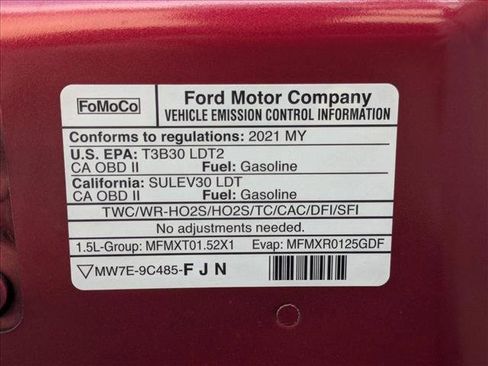 FoMoCo
Ford Motor Company
VEHICLE EMISSION CONTROL INFORMATION
Conforms to regulations: 2021 MY
U.S. EPA: T3B30 LDT2
CA OBD II Fuel: Gasoline
California: SULEV30 LDT
CA OBD II Fuel: Gasoline
TWC/WR-HO2S/HO2S/TC/CAC/DFI/SFI
No adjustments needed.
1.5L-Group: MFMXT01.52X1 Evap: MFMXR0125GDF
MW7E-9C485-F J N